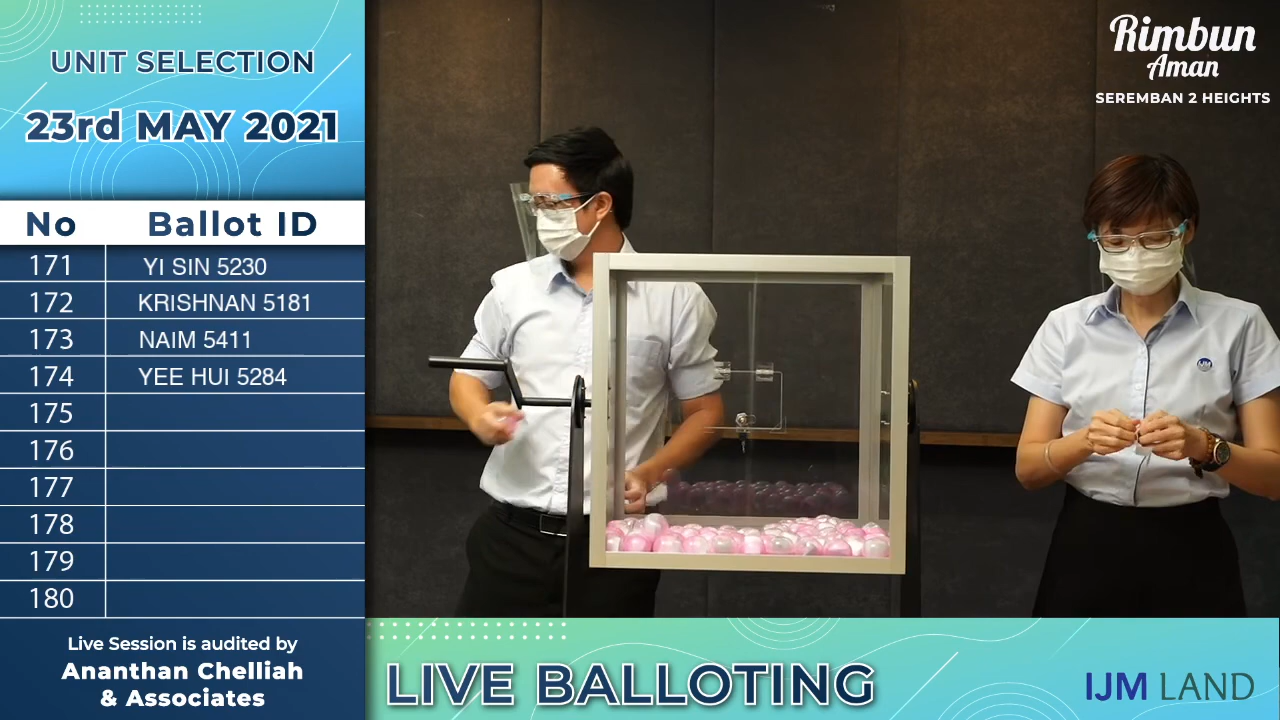 UNIT SELECTION
23rd MAY 2021
No Ballot ID
171 YI SIN 5230
172 KRISHNAN 5181
173 NAIM 5411
174 YEE HUI 5284
175
176
177
178
179
180
Live Session is audited by
Ananthan Chelliah
& Associates
Rimbun
Aman
SEREMBAN 2 HEIGHTS
IJM
LIVE BALLOTING
IJM LAND